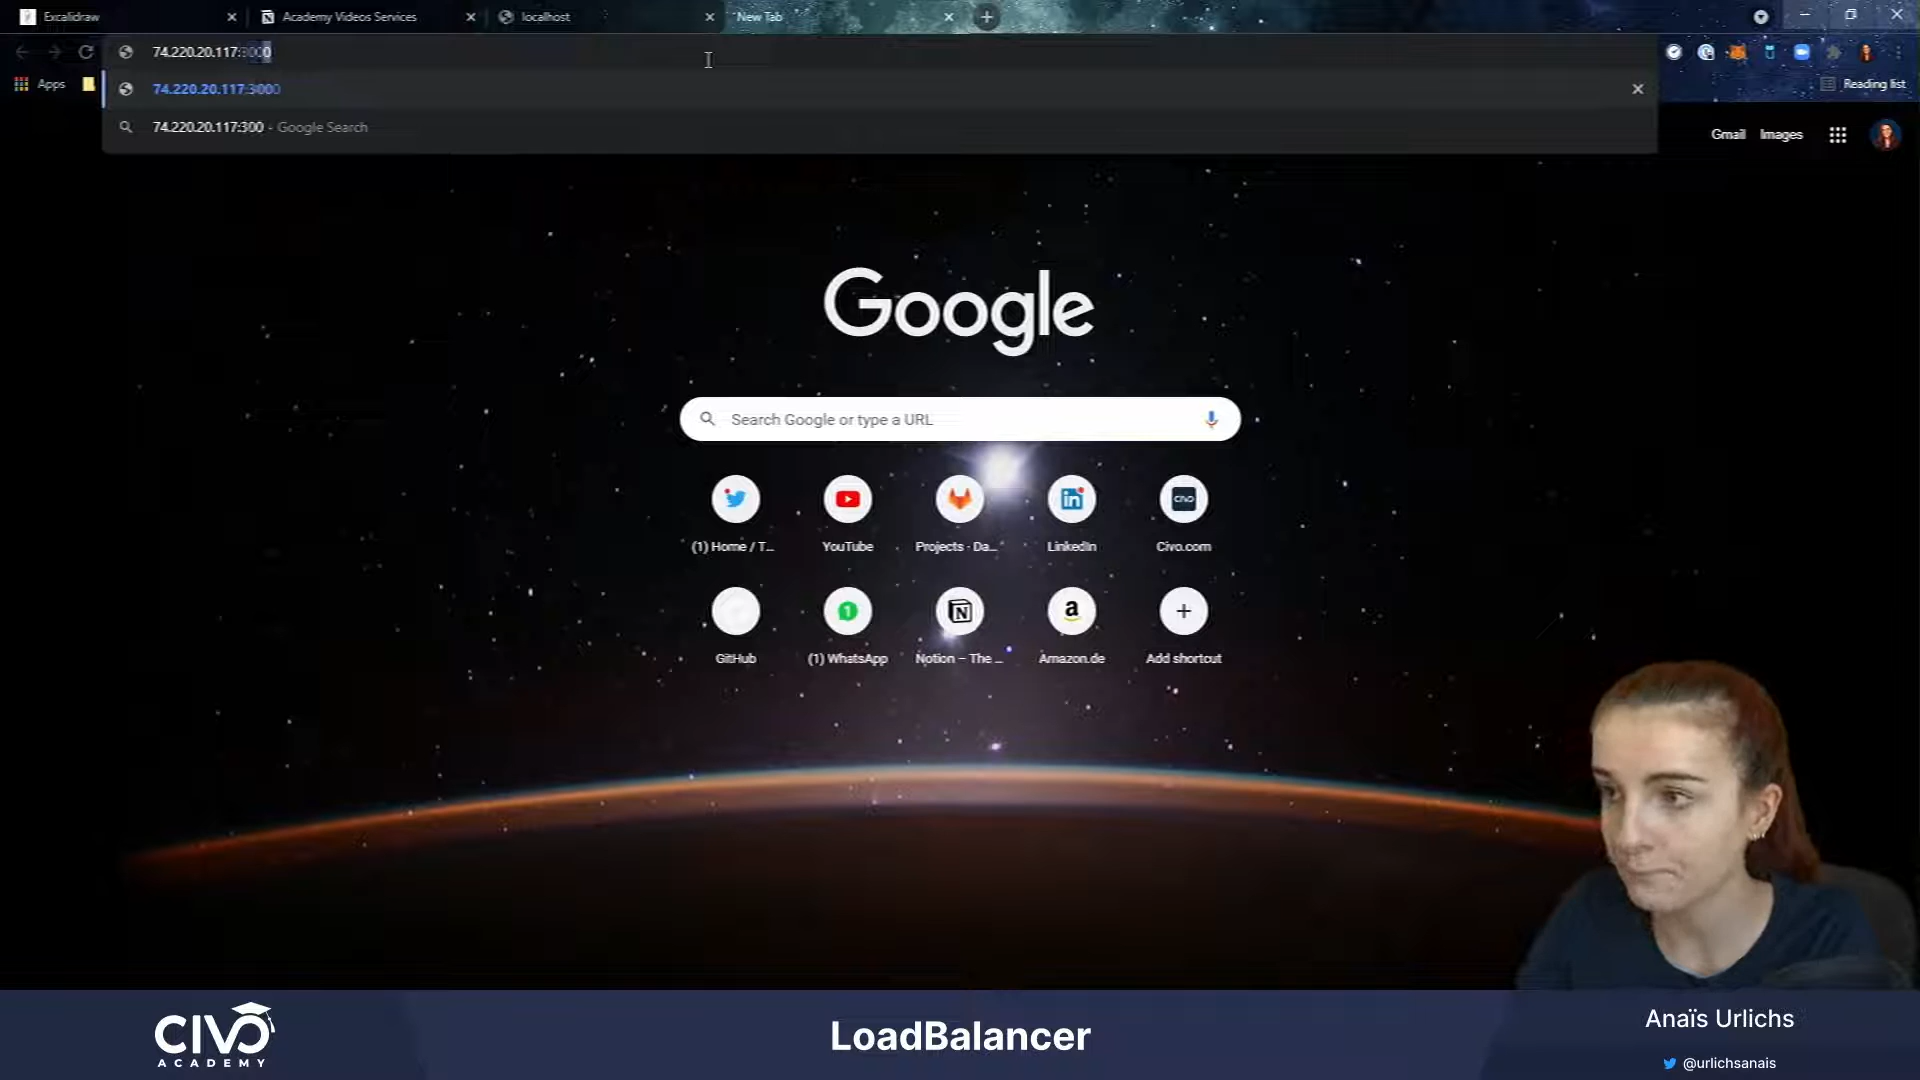 Excalidraw
Academy Videos Services
localhost
New Tab
74.220.20.117:3000
Apps
74.220.20.117:3000
Reading list
74.220.20.117:300 - Google Search
Gmail
Images
Google
Search Google or type a URL
(1) Home / T...
YouTube
Projects · Da...
LinkedIn
Civo.com
GitHub
(1) WhatsApp
Notion – The ...
Amazon.de
Add shortcut
CIVO
ACADEMY
LoadBalancer
Anaïs Urlichs
@urlichsanais